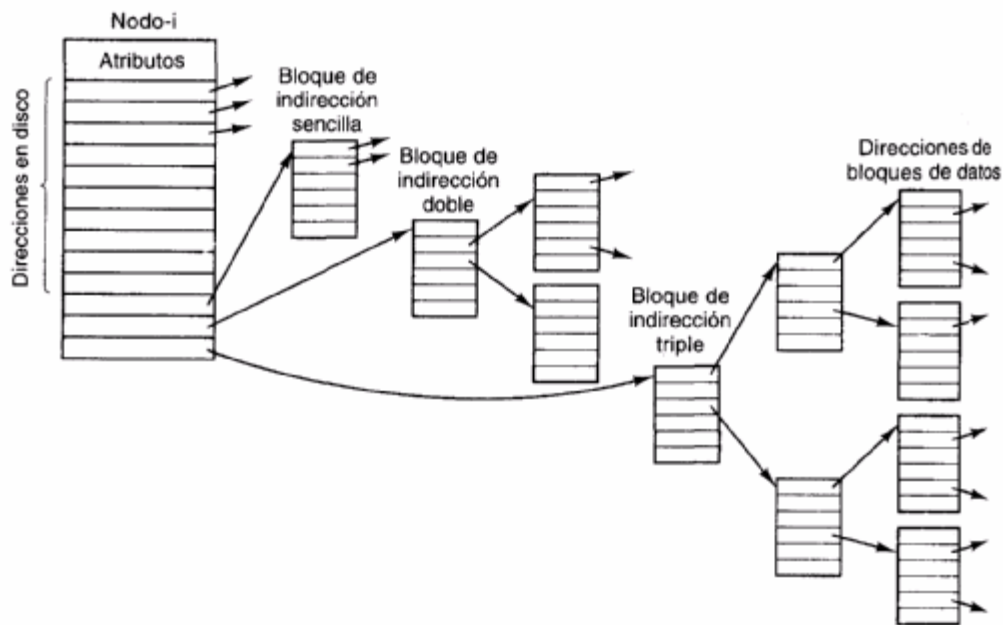 Nodo-i
Atributos
Direcciones en disco
Bloque de
indirección
sencilla
Bloque de
indirección
doble
Bloque de
indirección
triple
Direcciones de
bloques de datos